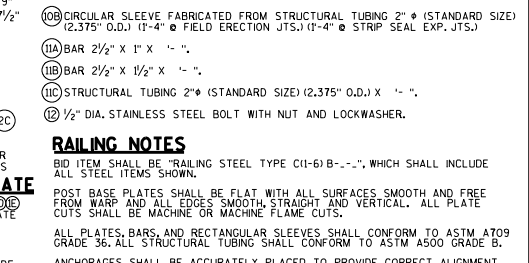 9"
7½"
10B CIRCULAR SLEEVE FABRICATED FROM STRUCTURAL TUBING 2" ⌀ (STANDARD SIZE)
(2.375" O.D.) (1'-4" @ FIELD ERECTION JTS.) (1'-4" @ STRIP SEAL EXP. JTS.)
11A BAR 2½" X 1" X '- ".
11B BAR 2½" X 1½" X '- ".
11C STRUCTURAL TUBING 2"⌀ (STANDARD SIZE) (2.375" O.D.) X '- ".
12 ½" DIA. STAINLESS STEEL BOLT WITH NUT AND LOCKWASHER.
2C
RAILING NOTES
BID ITEM SHALL BE "RAILING STEEL TYPE C(1-6) B-_-_", WHICH SHALL INCLUDE
ALL STEEL ITEMS SHOWN.
ATE
POST BASE PLATES SHALL BE FLAT WITH ALL SURFACES SMOOTH AND FREE
FROM WARP AND ALL EDGES SMOOTH, STRAIGHT AND VERTICAL. ALL PLATE
CUTS SHALL BE MACHINE OR MACHINE FLAME CUTS.
ALL PLATES, BARS, AND RECTANGULAR SLEEVES SHALL CONFORM TO ASTM A709
GRADE 36. ALL STRUCTURAL TUBING SHALL CONFORM TO ASTM A500 GRADE B.
ANCHORAGES SHALL BE ACCURATELY PLACED TO PROVIDE CORRECT ALIGNMENT